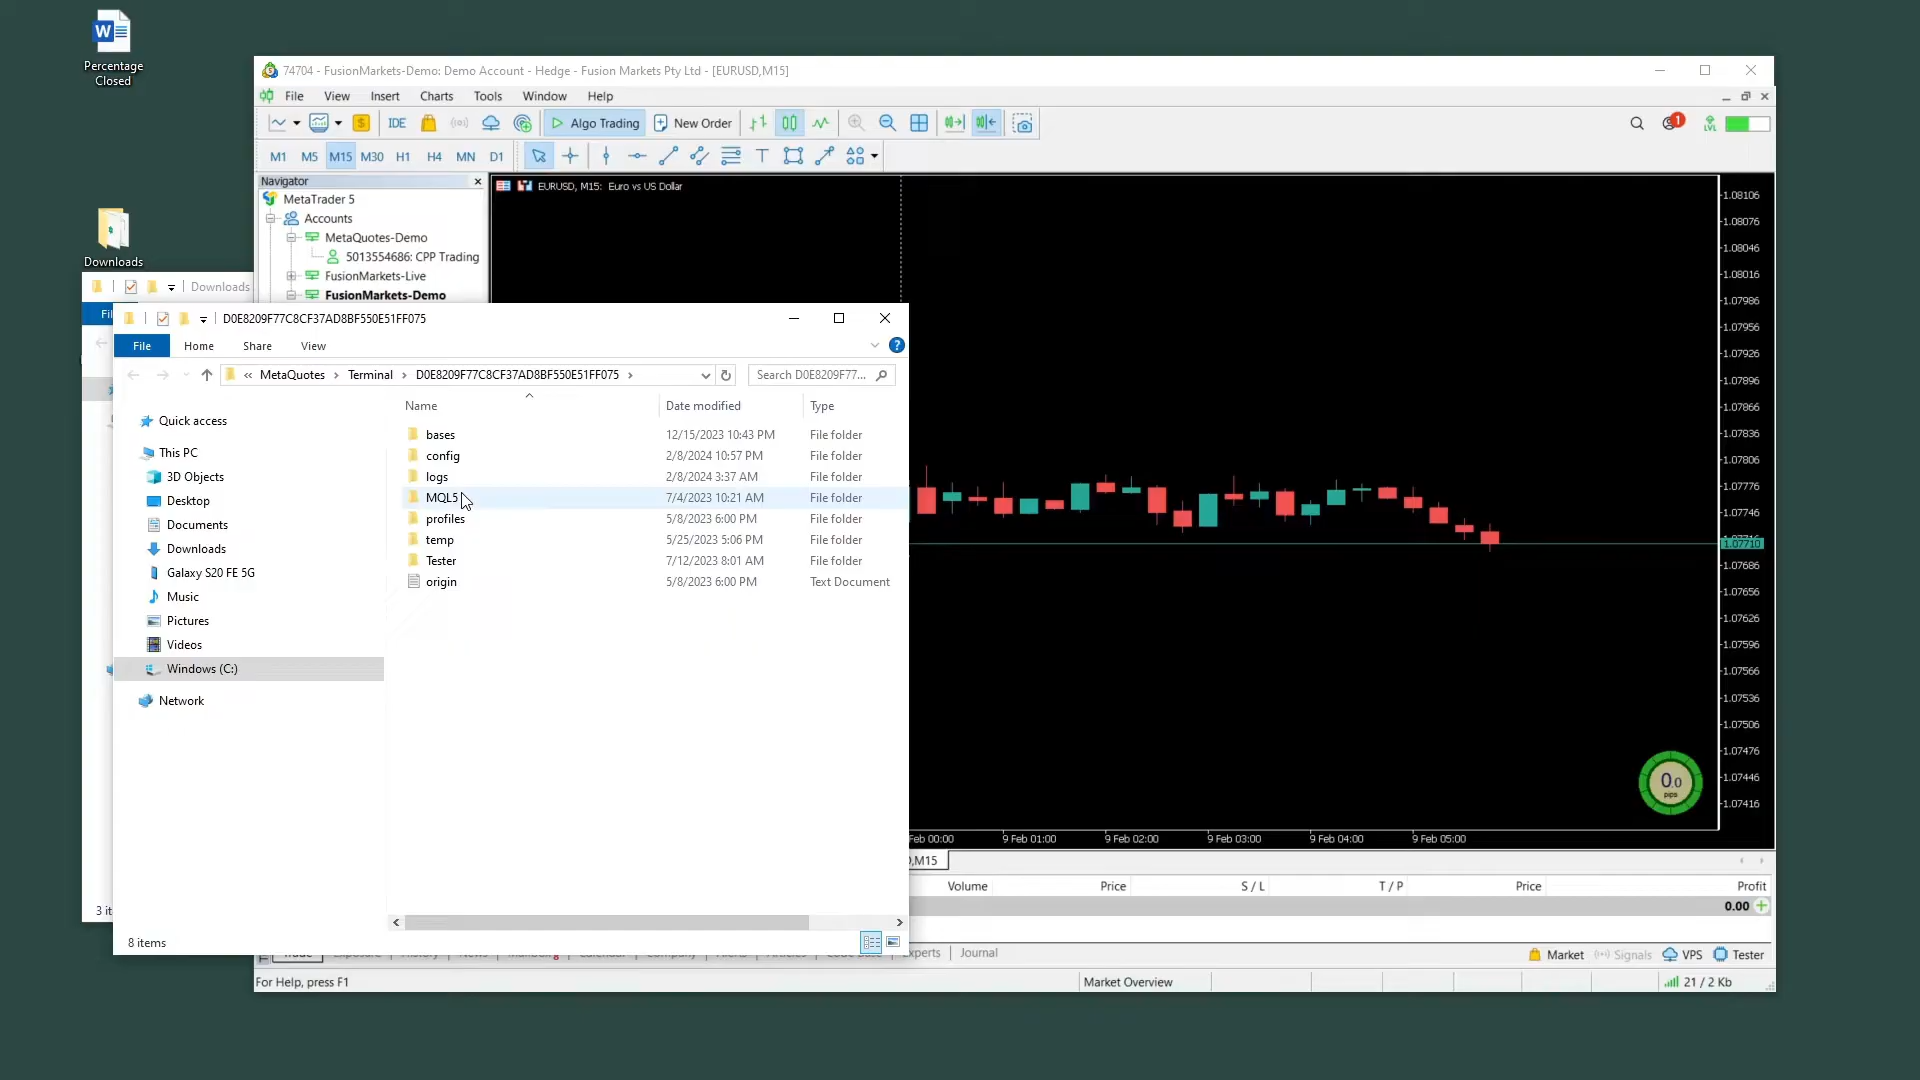 Percentage
Closed
Downloads
74704 - FusionMarkets-Demo: Demo Account - Hedge - Fusion Markets Pty Ltd - [EURUSD,M15]
File View Insert Charts Tools Window Help
IDE Algo Trading New Order 1 LVL
M1 M5 M15 M30 H1 H4 MN D1 T
Navigator
MetaTrader 5
Accounts
MetaQuotes-Demo
5013554686: CPP Trading
FusionMarkets-Live
FusionMarkets-Demo
EURUSD, M15: Euro vs US Dollar
Downloads
D0E8209F77C8CF37AD8BF550E51FF075
File Home Share View
« MetaQuotes › Terminal › D0E8209F77C8CF37AD8BF550E51FF075 ›
Search D0E8209F77...
Quick access
This PC
3D Objects
Desktop
Documents
Downloads
Galaxy S20 FE 5G
Music
Pictures
Videos
Windows (C:)
Network
Name Date modified Type
bases 12/15/2023 10:43 PM File folder
config 2/8/2024 10:57 PM File folder
logs 2/8/2024 3:37 AM File folder
MQL5 7/4/2023 10:21 AM File folder
profiles 5/8/2023 6:00 PM File folder
temp 5/25/2023 5:06 PM File folder
Tester 7/12/2023 8:01 AM File folder
origin 5/8/2023 6:00 PM Text Document
8 items
1.08106
1.08076
1.08046
1.08016
1.07986
1.07956
1.07926
1.07896
1.07866
1.07836
1.07806
1.07776
1.07746
1.07710
1.07686
1.07656
1.07626
1.07596
1.07566
1.07536
1.07506
1.07476
1.07446
1.07416
0.0
pips
Feb 00:00 9 Feb 01:00 9 Feb 02:00 9 Feb 03:00 9 Feb 04:00 9 Feb 05:00
,M15
Volume Price S / L T / P Price Profit
0.00
Journal
Market Signals VPS Tester
For Help, press F1
Market Overview
21 / 2 Kb